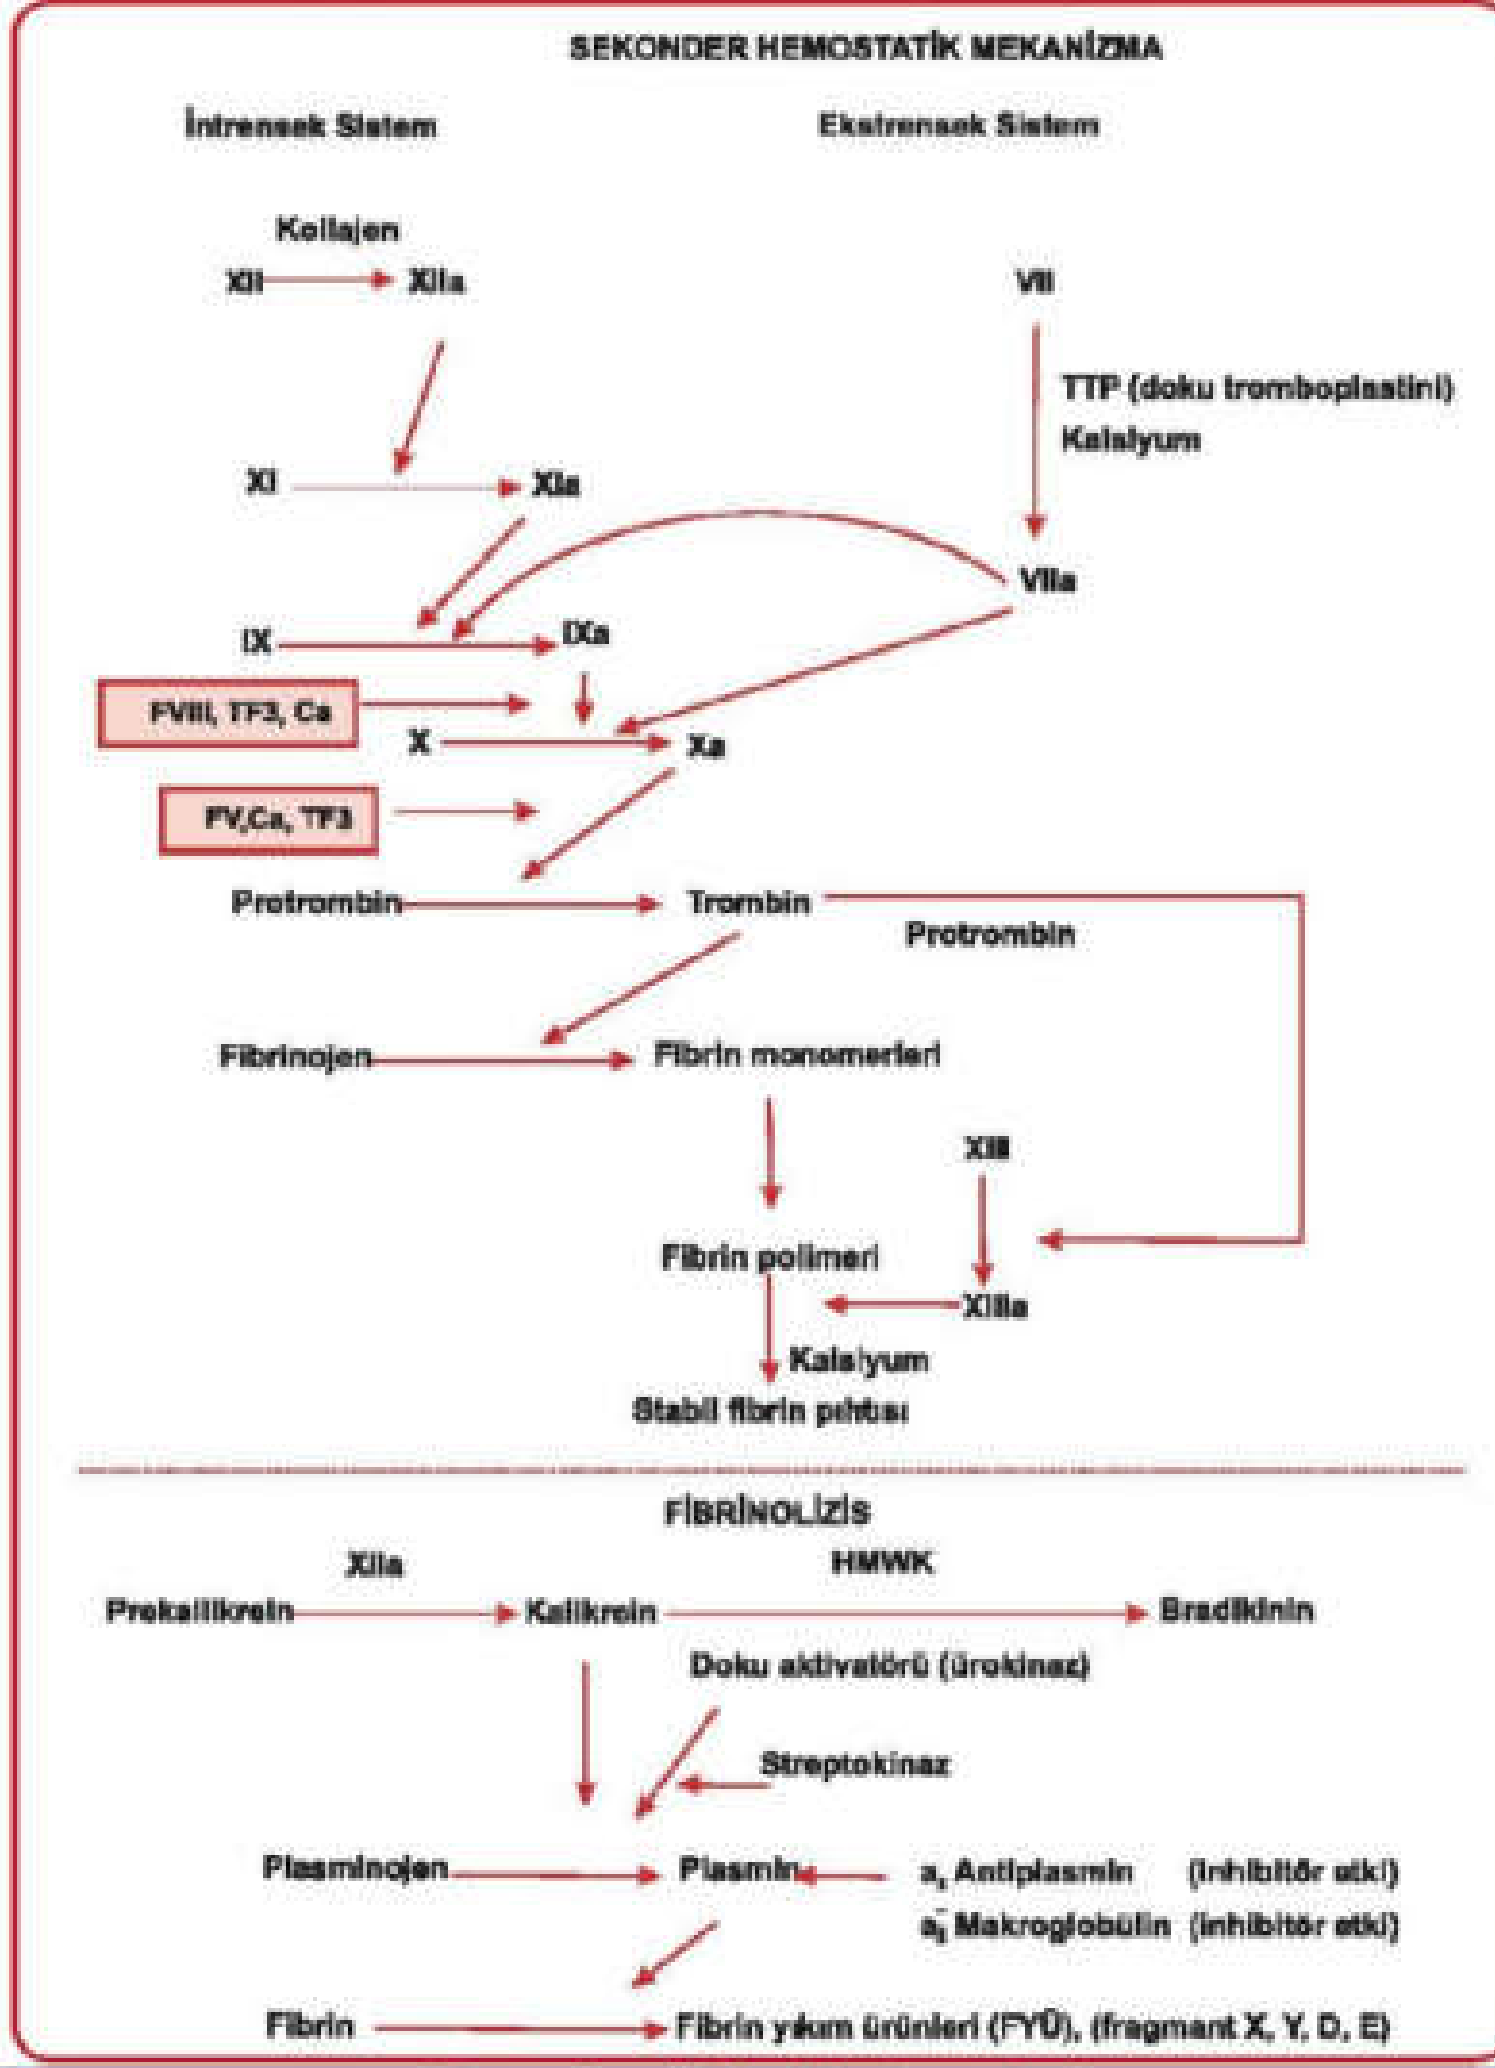 SEKONDER HEMOSTATİK MEKANİZMA
İntrensek Sistem
Ekstrensek Sistem
Kollajen
XII
XIIa
VII
TTP (doku tromboplastini)
Kalsiyum
XI
XIa
VIIa
IX
IXa
FVIII, TF3, Ca
X
Xa
FV,Ca, TF3
Protrombin
Trombin
Protrombin
Fibrinojen
Fibrin monomerleri
XIII
Fibrin polimeri
XIIIa
Kalsiyum
Stabil fibrin pıhtısı
FİBRİNOLİZİS
XIIa
HMWK
Prekallikrein
Kalikrein
Bradikinin
Doku aktivatörü (ürokinaz)
Streptokinaz
Plasminojen
Plasmin
Antiplasmin (inhibitör etki)
Makroglobülin (inhibitör etki)
Fibrin
Fibrin yıkım ürünleri (FYÜ), (fragmant X, Y, D, E)